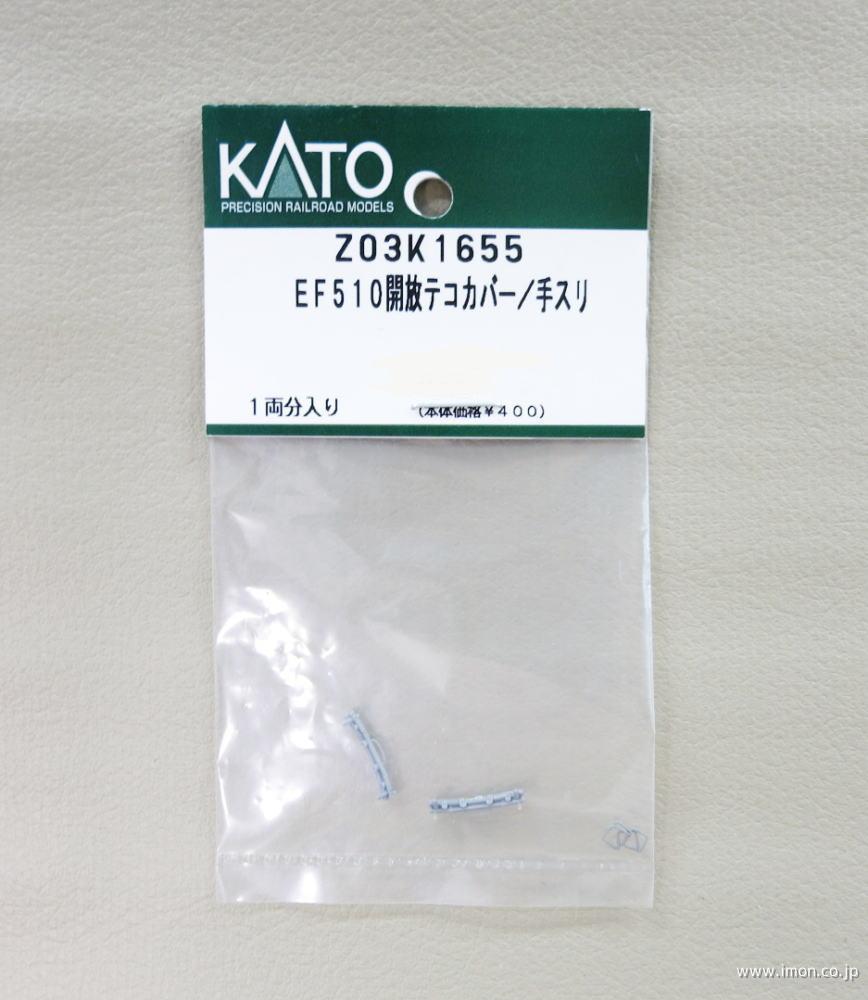 KATO
PRECISION RAILROAD MODELS
Z03K1655
EF510開放テコカバー/手スリ
1両分入り
(本体価格¥400)
www.imon.co.jp